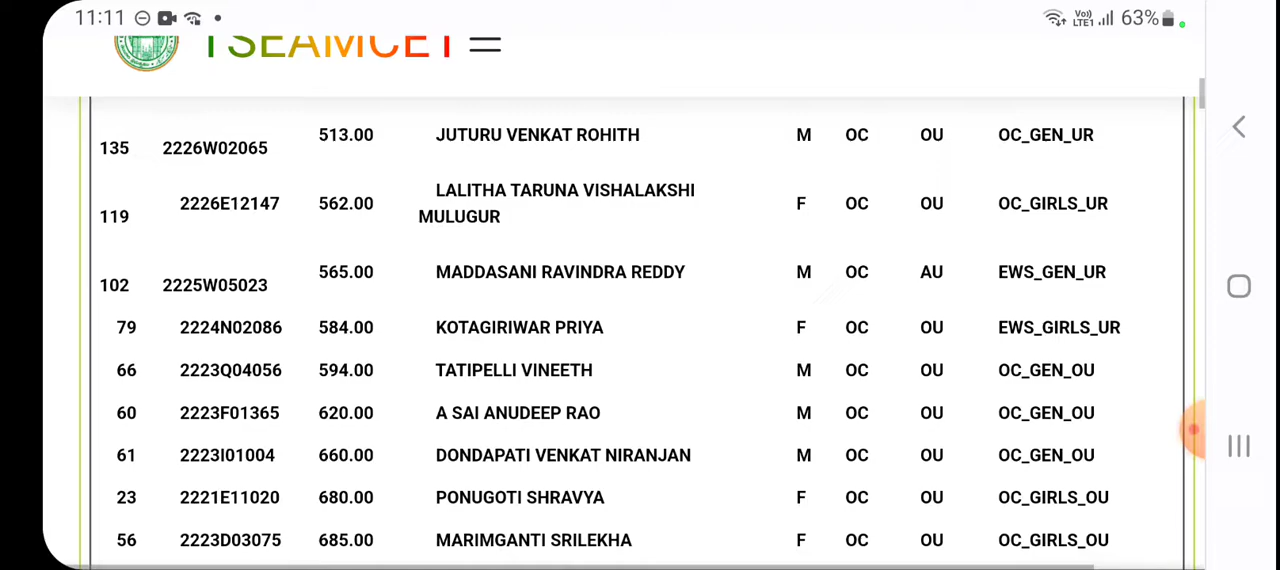 11:11 Vo) LTE1 63%
TSEAMCET
135 2226W02065 513.00 JUTURU VENKAT ROHITH M OC OU OC_GEN_UR
119 2226E12147 562.00 LALITHA TARUNA VISHALAKSHI MULUGUR F OC OU OC_GIRLS_UR
102 2225W05023 565.00 MADDASANI RAVINDRA REDDY M OC AU EWS_GEN_UR
79 2224N02086 584.00 KOTAGIRIWAR PRIYA F OC OU EWS_GIRLS_UR
66 2223Q04056 594.00 TATIPELLI VINEETH M OC OU OC_GEN_OU
60 2223F01365 620.00 A SAI ANUDEEP RAO M OC OU OC_GEN_OU
61 2223I01004 660.00 DONDAPATI VENKAT NIRANJAN M OC OU OC_GEN_OU
23 2221E11020 680.00 PONUGOTI SHRAVYA F OC OU OC_GIRLS_OU
56 2223D03075 685.00 MARIMGANTI SRILEKHA F OC OU OC_GIRLS_OU